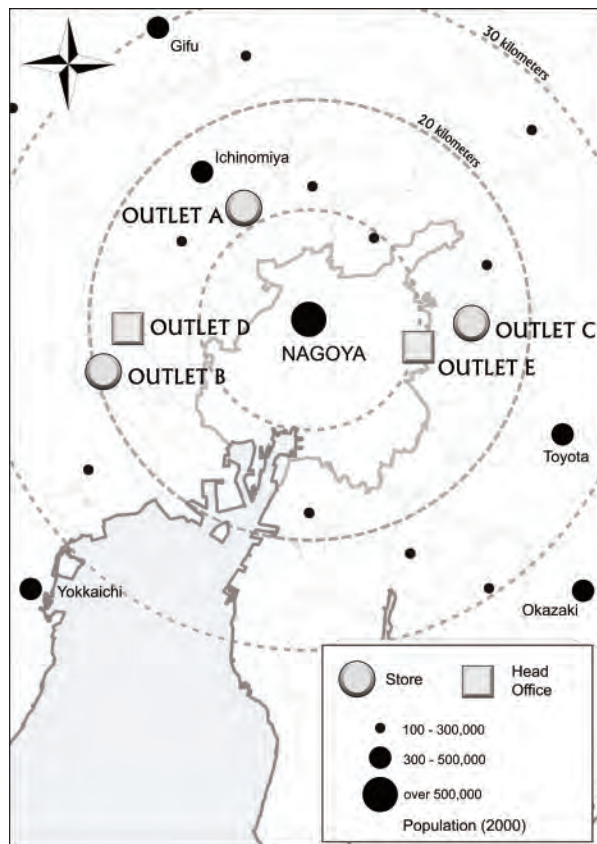 Gifu
30 kilometers
20 kilometers
Ichinomiya
OUTLET A
OUTLET D
OUTLET C
NAGOYA
OUTLET E
OUTLET B
Toyota
Yokkaichi
Okazaki
Store
Head
Office
100 - 300,000
300 - 500,000
over 500,000
Population (2000)